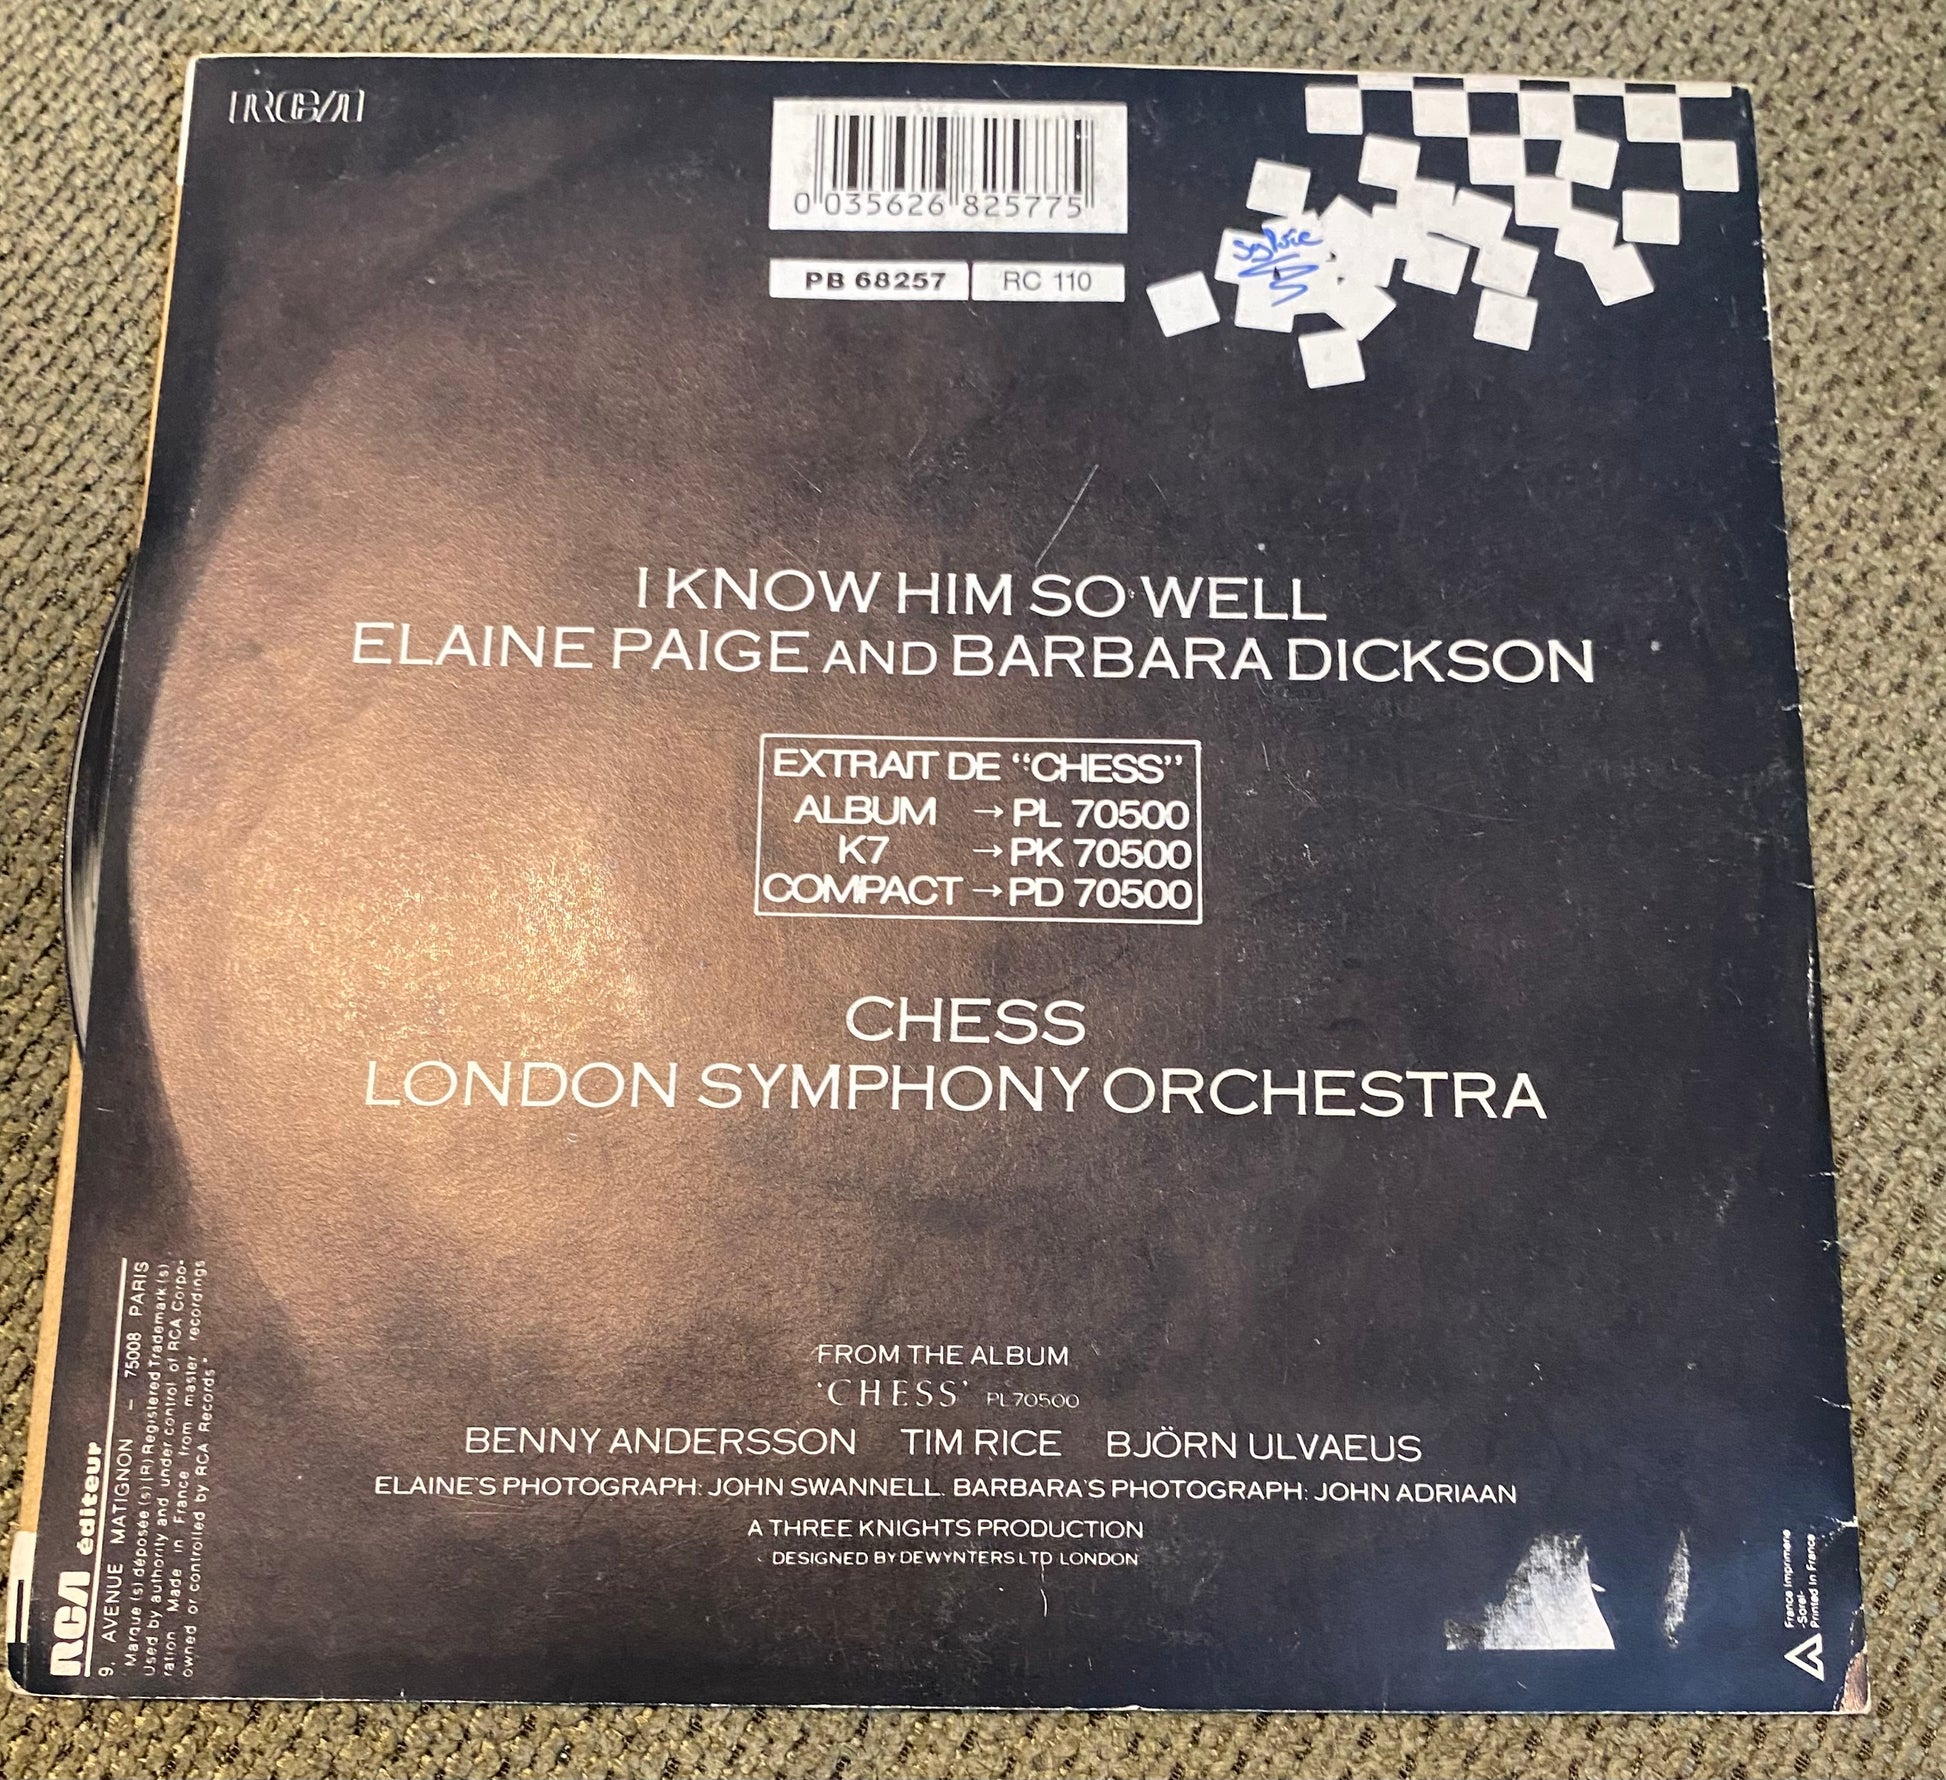 RCA
0 035626 825775
PB 68257 RC 110
Sylvie
I KNOW HIM SO WELL
ELAINE PAIGE AND BARBARA DICKSON
EXTRAIT DE “CHESS”
ALBUM → PL 70500
K7 → PK 70500
COMPACT → PD 70500
CHESS
LONDON SYMPHONY ORCHESTRA
FROM THE ALBUM
‘CHESS’ PL70500
BENNY ANDERSSON TIM RICE BJÖRN ULVAEUS
ELAINE'S PHOTOGRAPH: JOHN SWANNELL. BARBARA'S PHOTOGRAPH: JOHN ADRIAAN
A THREE KNIGHTS PRODUCTION
DESIGNED BY DEWYNTERS LTD LONDON
RCA éditeur
9, AVENUE MATIGNON – 75008 PARIS
"Marque(s) déposée(s) (R) Registered Trademark(s).
Used by authority and under control of RCA Corpo-
ration Made in France from master recordings
owned or controlled by RCA Records"
France Imprimerie
-Sorel-
Printed in France